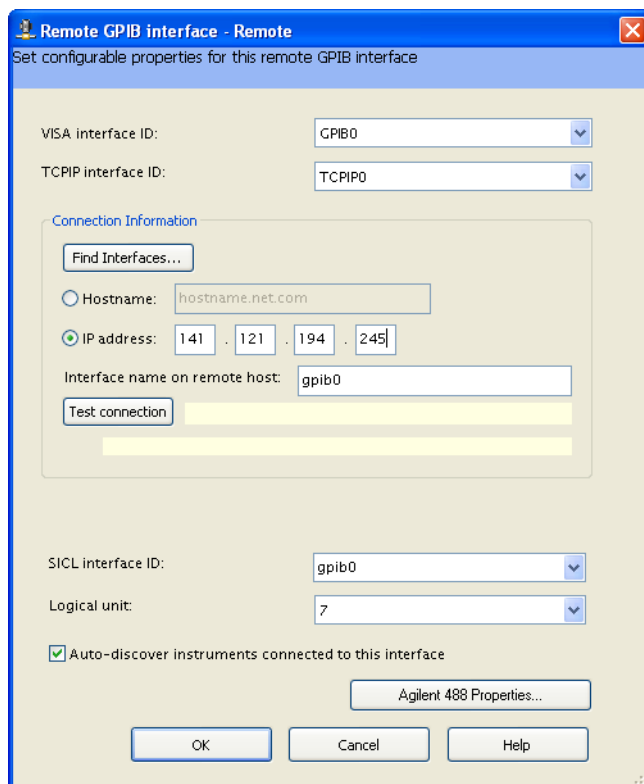 Remote GPIB interface - Remote
Set configurable properties for this remote GPIB interface
VISA interface ID: GPIB0
TCPIP interface ID: TCPIP0
Connection Information
Find Interfaces...
Hostname: hostname.net.com
IP address: 141 . 121 . 194 . 245
Interface name on remote host: gpib0
Test connection
SICL interface ID: gpib0
Logical unit: 7
Auto-discover instruments connected to this interface
Agilent 488 Properties...
OK Cancel Help